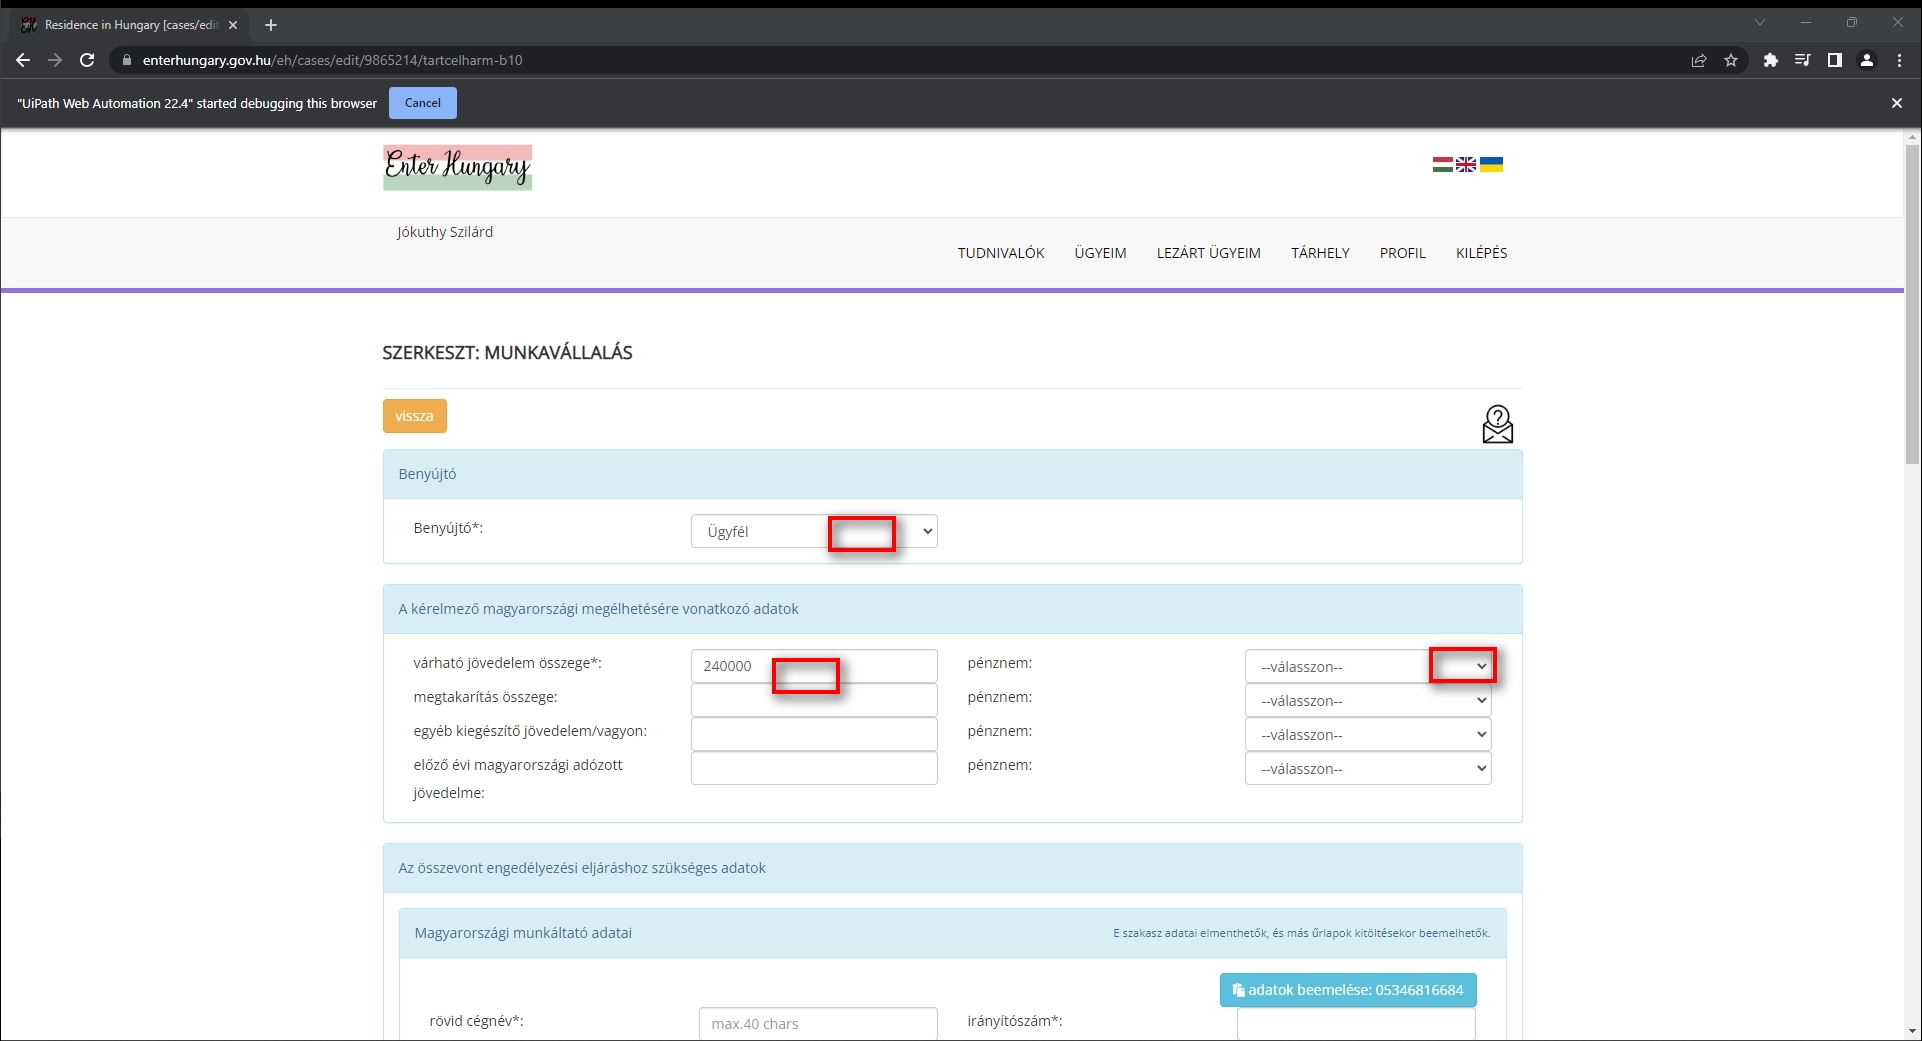 Residence in Hungary [cases/edit
enterhungary.gov.hu/eh/cases/edit/9865214/tartcelharm-b10
"UiPath Web Automation 22.4" started debugging this browser
Cancel
Enter Hungary
Jókuthy Szilárd
TUDNIVALÓK ÜGYEIM LEZÁRT ÜGYEIM TÁRHELY PROFIL KILÉPÉS
SZERKESZT: MUNKAVÁLLALÁS
vissza
Benyújtó
Benyújtó*: Ügyfél
A kérelmező magyarországi megélhetésére vonatkozó adatok
várható jövedelem összege*: 240000 pénznem: --válasszon--
megtakarítás összege: pénznem: --válasszon--
egyéb kiegészítő jövedelem/vagyon: pénznem: --válasszon--
előző évi magyarországi adózott pénznem: --válasszon--
jövedelme:
Az összevont engedélyezési eljáráshoz szükséges adatok
Magyarországi munkáltató adatai E szakasz adatai elmenthetők, és más űrlapok kitöltésekor beemelhetők.
adatok beemelése: 05346816684
rövid cégnév*: max.40 chars irányítószám*: